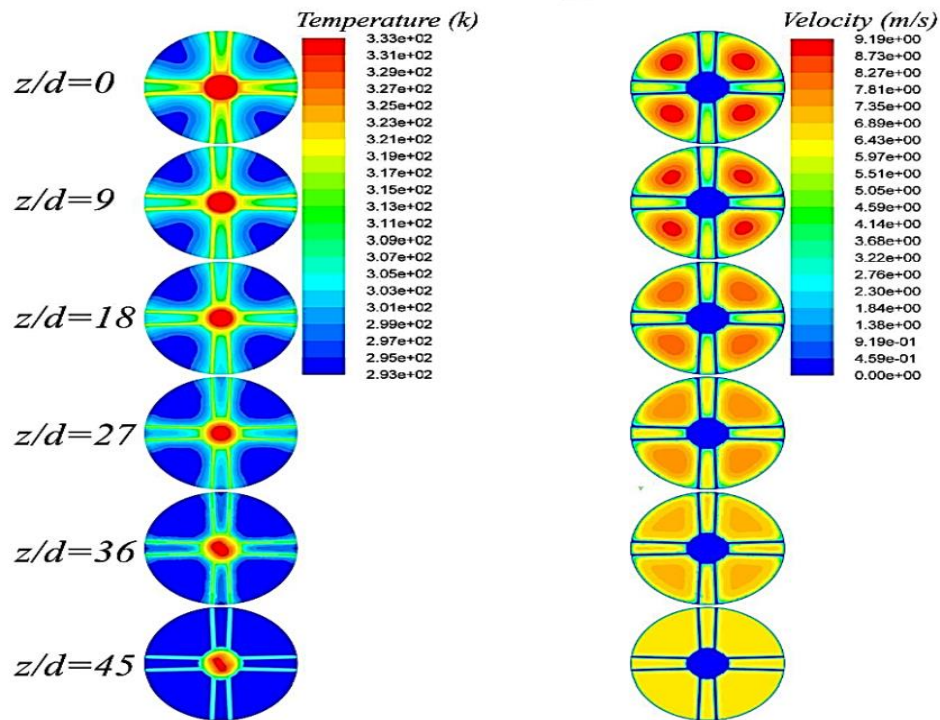 Temperature (k)
3.33e+02
3.31e+02
3.29e+02
3.27e+02
3.25e+02
3.23e+02
3.21e+02
3.19e+02
3.17e+02
3.15e+02
3.13e+02
3.11e+02
3.09e+02
3.07e+02
3.05e+02
3.03e+02
3.01e+02
2.99e+02
2.97e+02
2.95e+02
2.93e+02
Velocity (m/s)
9.19e+00
8.73e+00
8.27e+00
7.81e+00
7.35e+00
6.89e+00
6.43e+00
5.97e+00
5.51e+00
5.05e+00
4.59e+00
4.14e+00
3.68e+00
3.22e+00
2.76e+00
2.30e+00
1.84e+00
1.38e+00
9.19e-01
4.59e-01
0.00e+00
z/d=0
z/d=9
z/d=18
z/d=27
z/d=36
z/d=45